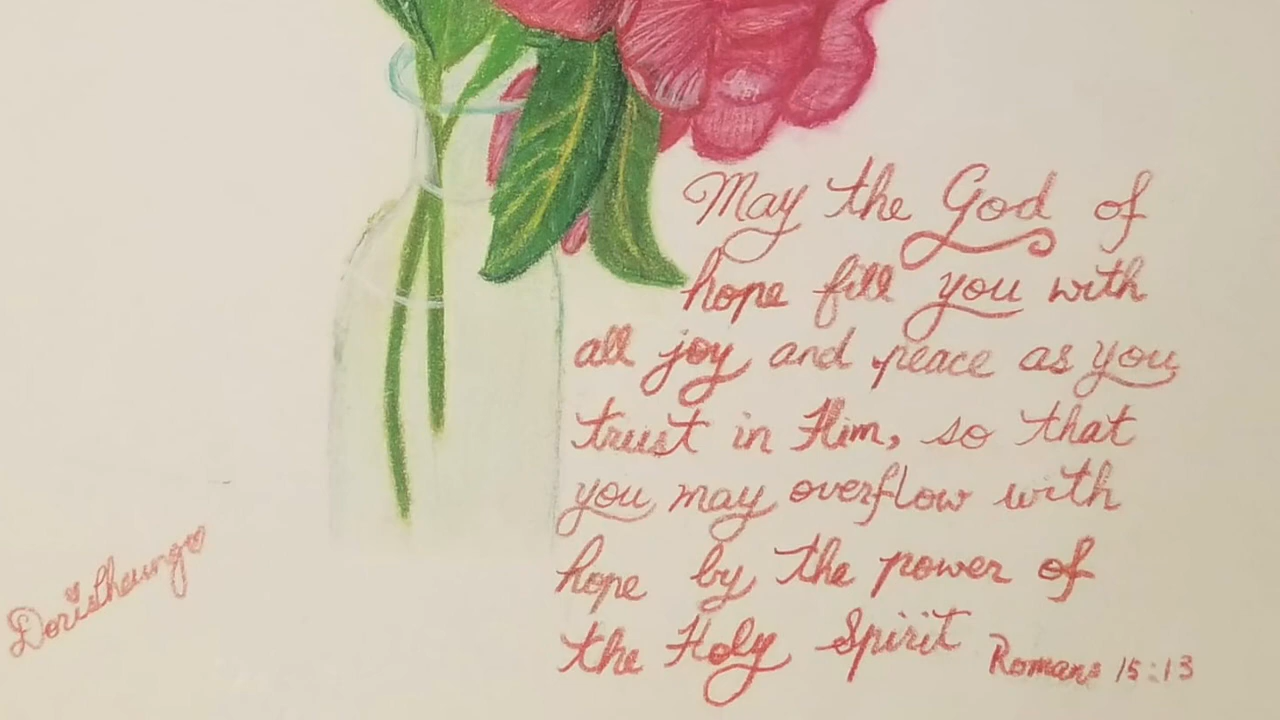 May the God of
hope fill you with
all joy and peace as you
trust in Him, so that
you may overflow with
hope by the power of
the Holy Spirit
Romans 15:13
DorisCheung